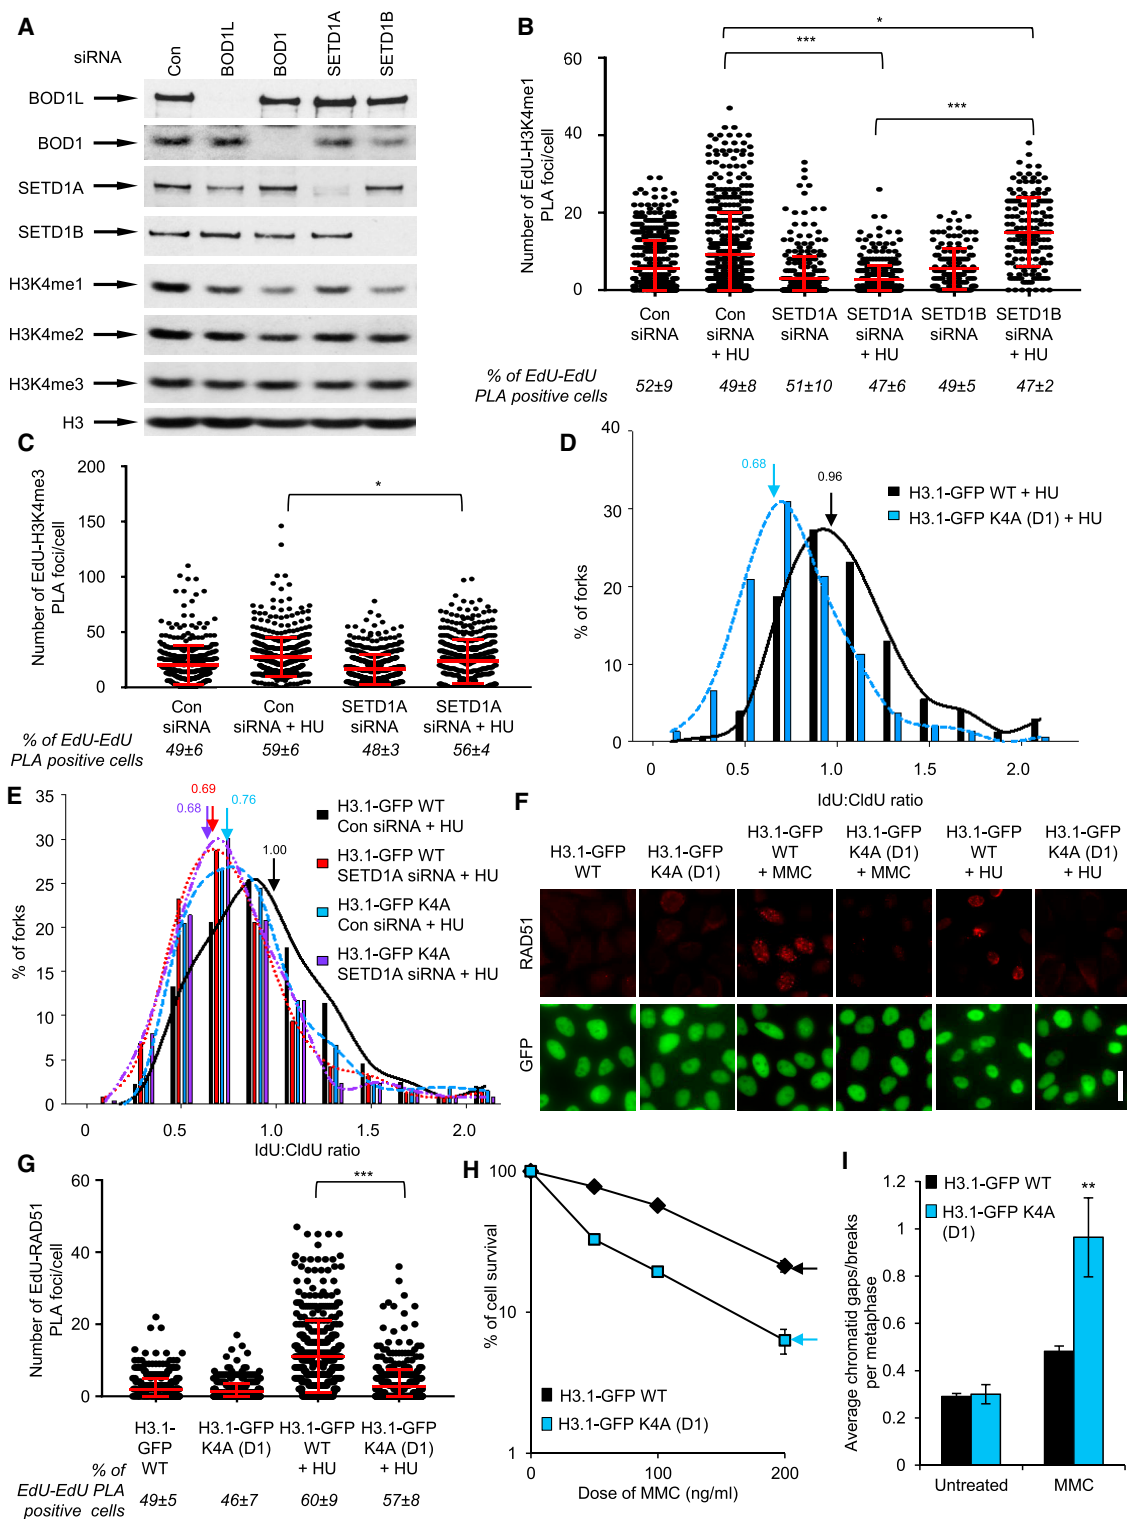 A
siRNA
Con
BOD1L
BOD1
SETD1A
SETD1B
BOD1L
BOD1
SETD1A
SETD1B
H3K4me1
H3K4me2
H3K4me3
H3
B
*
***
***
Number of EdU-H3K4me1
PLA foci/cell
60
40
20
0
Con
siRNA
Con
siRNA
+ HU
SETD1A
siRNA
SETD1A
siRNA
+ HU
SETD1B
siRNA
SETD1B
siRNA
+ HU
% of EdU-EdU
PLA positive cells
52±9 49±8 51±10 47±6 49±5 47±2
C
*
Number of EdU-H3K4me3
PLA foci/cell
200
150
100
50
0
Con
siRNA
Con
siRNA + HU
SETD1A
siRNA
SETD1A
siRNA + HU
% of EdU-EdU
PLA positive cells
49±6 59±6 48±3 56±4
D
0.68
0.96
H3.1-GFP WT + HU
H3.1-GFP K4A (D1) + HU
% of forks
40
30
20
10
0
0 0.5 1.0 1.5 2.0
IdU:CldU ratio
E
0.69
0.68
0.76
1.00
H3.1-GFP WT
Con siRNA + HU
H3.1-GFP WT
SETD1A siRNA + HU
H3.1-GFP K4A
Con siRNA + HU
H3.1-GFP K4A
SETD1A siRNA + HU
% of forks
35
30
25
20
15
10
5
0
0 0.5 1.0 1.5 2.0
IdU:CldU ratio
F
H3.1-GFP
WT
H3.1-GFP
K4A (D1)
H3.1-GFP
WT
+ MMC
H3.1-GFP
K4A (D1)
+ MMC
H3.1-GFP
WT
+ HU
H3.1-GFP
K4A (D1)
+ HU
RAD51
GFP
G
***
Number of EdU-RAD51
PLA foci/cell
60
40
20
0
H3.1-
GFP
WT
H3.1-GFP
K4A (D1)
H3.1-GFP
WT
+ HU
H3.1-GFP
K4A (D1)
+ HU
% of
EdU-EdU PLA
positive cells
49±5 46±7 60±9 57±8
H
% of cell survival
100
10
1
H3.1-GFP WT
H3.1-GFP K4A (D1)
0 100 200
Dose of MMC (ng/ml)
I
H3.1-GFP WT
H3.1-GFP K4A
(D1)
**
Average chromatid gaps/breaks
per metaphase
1.2
1
0.8
0.6
0.4
0.2
0
Untreated MMC